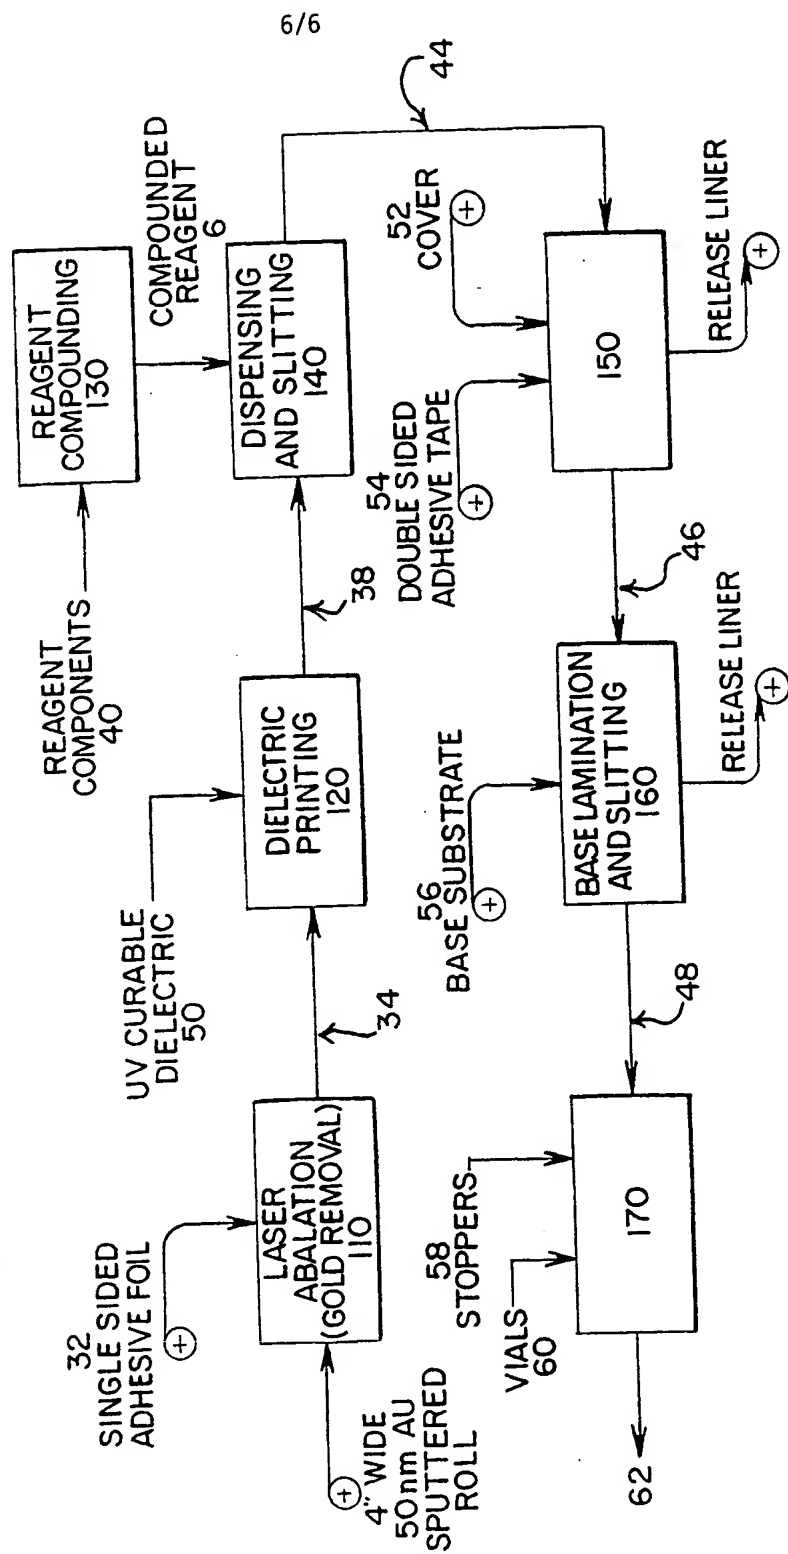 9/9
32
SINGLE SIDED
ADHESIVE FOIL
4" WIDE
50nm AU
SPUTTERED
ROLL
LASER
ABALATION
(GOLD REMOVAL)
110
34
UV CURABLE
DIELECTRIC
50
DIELECTRIC
PRINTING
120
38
REAGENT
COMPONENTS
40
REAGENT
COMPOUNDING
130
COMPOUNDED
REAGENT
6
DISPENSING
AND SLITTING
140
44
52
COVER
54
DOUBLE SIDED
ADHESIVE TAPE
150
RELEASE LINER
46
56
BASE SUBSTRATE
BASE LAMINATION
AND SLITTING
160
RELEASE LINER
48
58
STOPPERS
VIALS
60
170
62